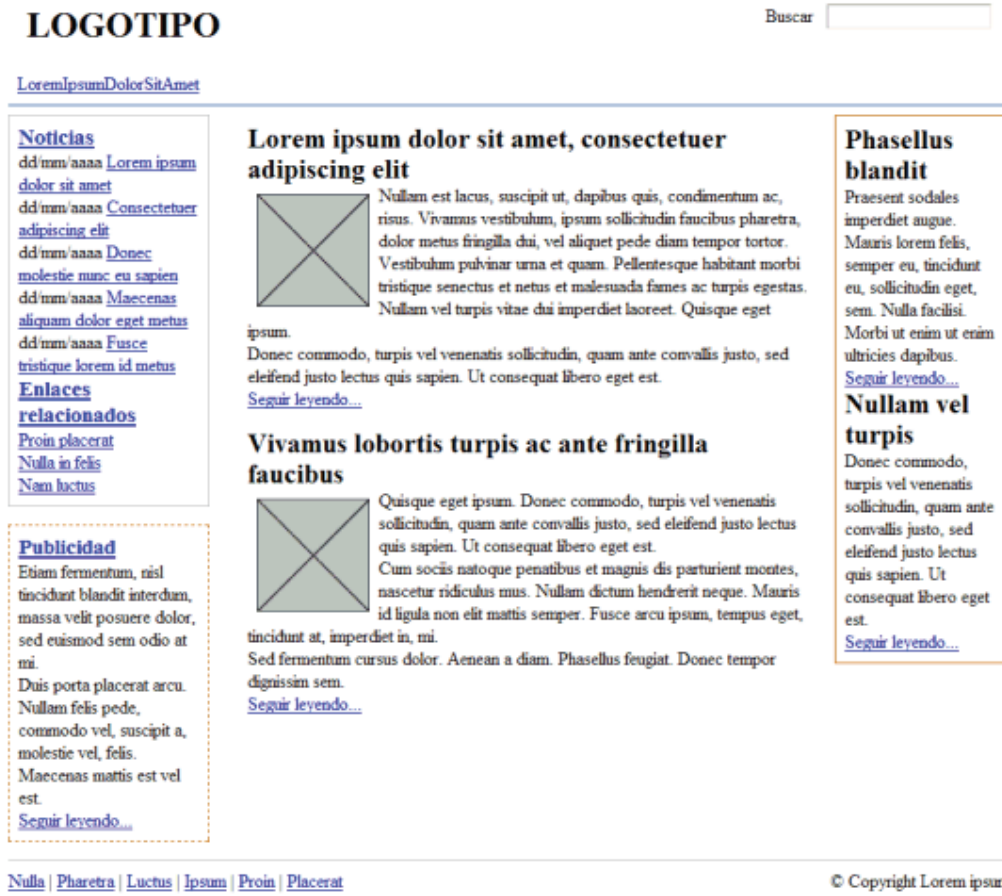 LOGOTIPO
Buscar
LoremIpsumDolorSitAmet
Noticias
dd/mm/aaaa Lorem ipsum
dolor sit amet
dd/mm/aaaa Consectetuer
adipiscing elit
dd/mm/aaaa Donec
molestie nunc eu sapien
dd/mm/aaaa Maecenas
aliquam dolor eget metus
dd/mm/aaaa Fusce
tristique lorem id metus
Enlaces
relacionados
Proin placerat
Nulla in felis
Nam luctus
Publicidad
Etiam fermentum, nisl
tincidunt blandit interdum,
massa velit posuere dolor,
sed euismod sem odio at
mi.
Duis porta placerat arcu.
Nullam felis pede,
commodo vel, suscipit a,
molestie vel, felis.
Maecenas mattis est vel
est.
Seguir leyendo...
Lorem ipsum dolor sit amet, consectetuer
adipiscing elit
Nullam est lacus, suscipit ut, dapibus quis, condimentum ac,
risus. Vivamus vestibulum, ipsum sollicitudin faucibus pharetra,
dolor metus fringilla dui, vel aliquet pede diam tempor tortor.
Vestibulum pulvinar urna et quam. Pellentesque habitant morbi
tristique senectus et netus et malesuada fames ac turpis egestas.
Nullam vel turpis vitae dui imperdiet laoreet. Quisque eget
ipsum.
Donec commodo, turpis vel venenatis sollicitudin, quam ante convallis justo, sed
eleifend justo lectus quis sapien. Ut consequat libero eget est.
Seguir leyendo...
Vivamus lobortis turpis ac ante fringilla
faucibus
Quisque eget ipsum. Donec commodo, turpis vel venenatis
sollicitudin, quam ante convallis justo, sed eleifend justo lectus
quis sapien. Ut consequat libero eget est.
Cum sociis natoque penatibus et magnis dis parturient montes,
nascetur ridiculus mus. Nullam dictum hendrerit neque. Mauris
id ligula non elit mattis semper. Fusce arcu ipsum, tempus eget,
tincidunt at, imperdiet in, mi.
Sed fermentum cursus dolor. Aenean a diam. Phasellus feugiat. Donec tempor
dignissim sem.
Seguir leyendo...
Phasellus
blandit
Praesent sodales
imperdiet augue.
Mauris lorem felis,
semper eu, tincidunt
eu, sollicitudin eget,
sem. Nulla facilisi.
Morbi ut enim ut enim
ultricies dapibus.
Seguir leyendo...
Nullam vel
turpis
Donec commodo,
turpis vel venenatis
sollicitudin, quam ante
convallis justo, sed
eleifend justo lectus
quis sapien. Ut
consequat libero eget
est.
Seguir leyendo...
Nulla | Pharetra | Luctus | Ipsum | Proin | Placerat
© Copyright Lorem ipsum